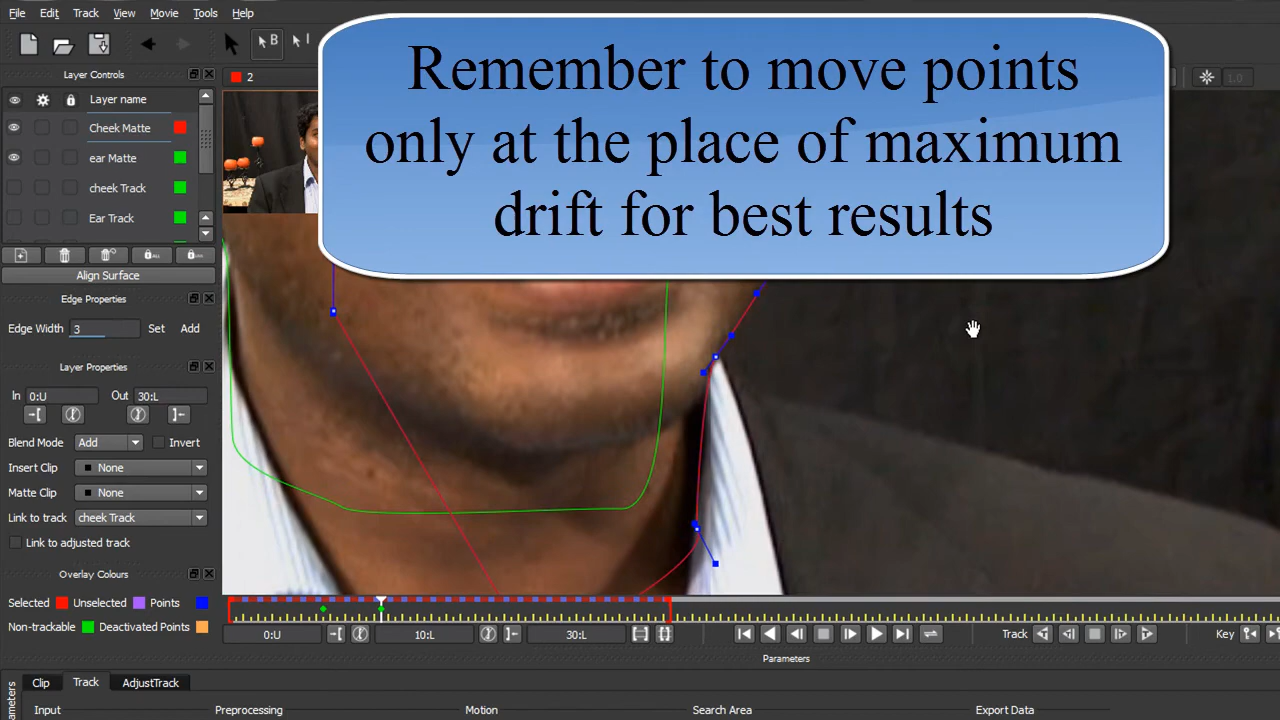 File Edit Track View Movie Tools Help
B I
Remember to move points
only at the place of maximum
drift for best results
Layer Controls
2
1.0
Layer name
Cheek Matte
ear Matte
cheek Track
Ear Track
Align Surface
Edge Properties
Edge Width 3 Set Add
Layer Properties
In 0:U Out 30:L
Blend Mode Add Invert
Insert Clip None
Matte Clip None
Link to track cheek Track
Link to adjusted track
Overlay Colours
Selected Unselected Points
Non-trackable Deactivated Points
0:U 10:L 30:L Track Key
Parameters
Clip Track AdjustTrack
Input Preprocessing Motion Search Area Export Data